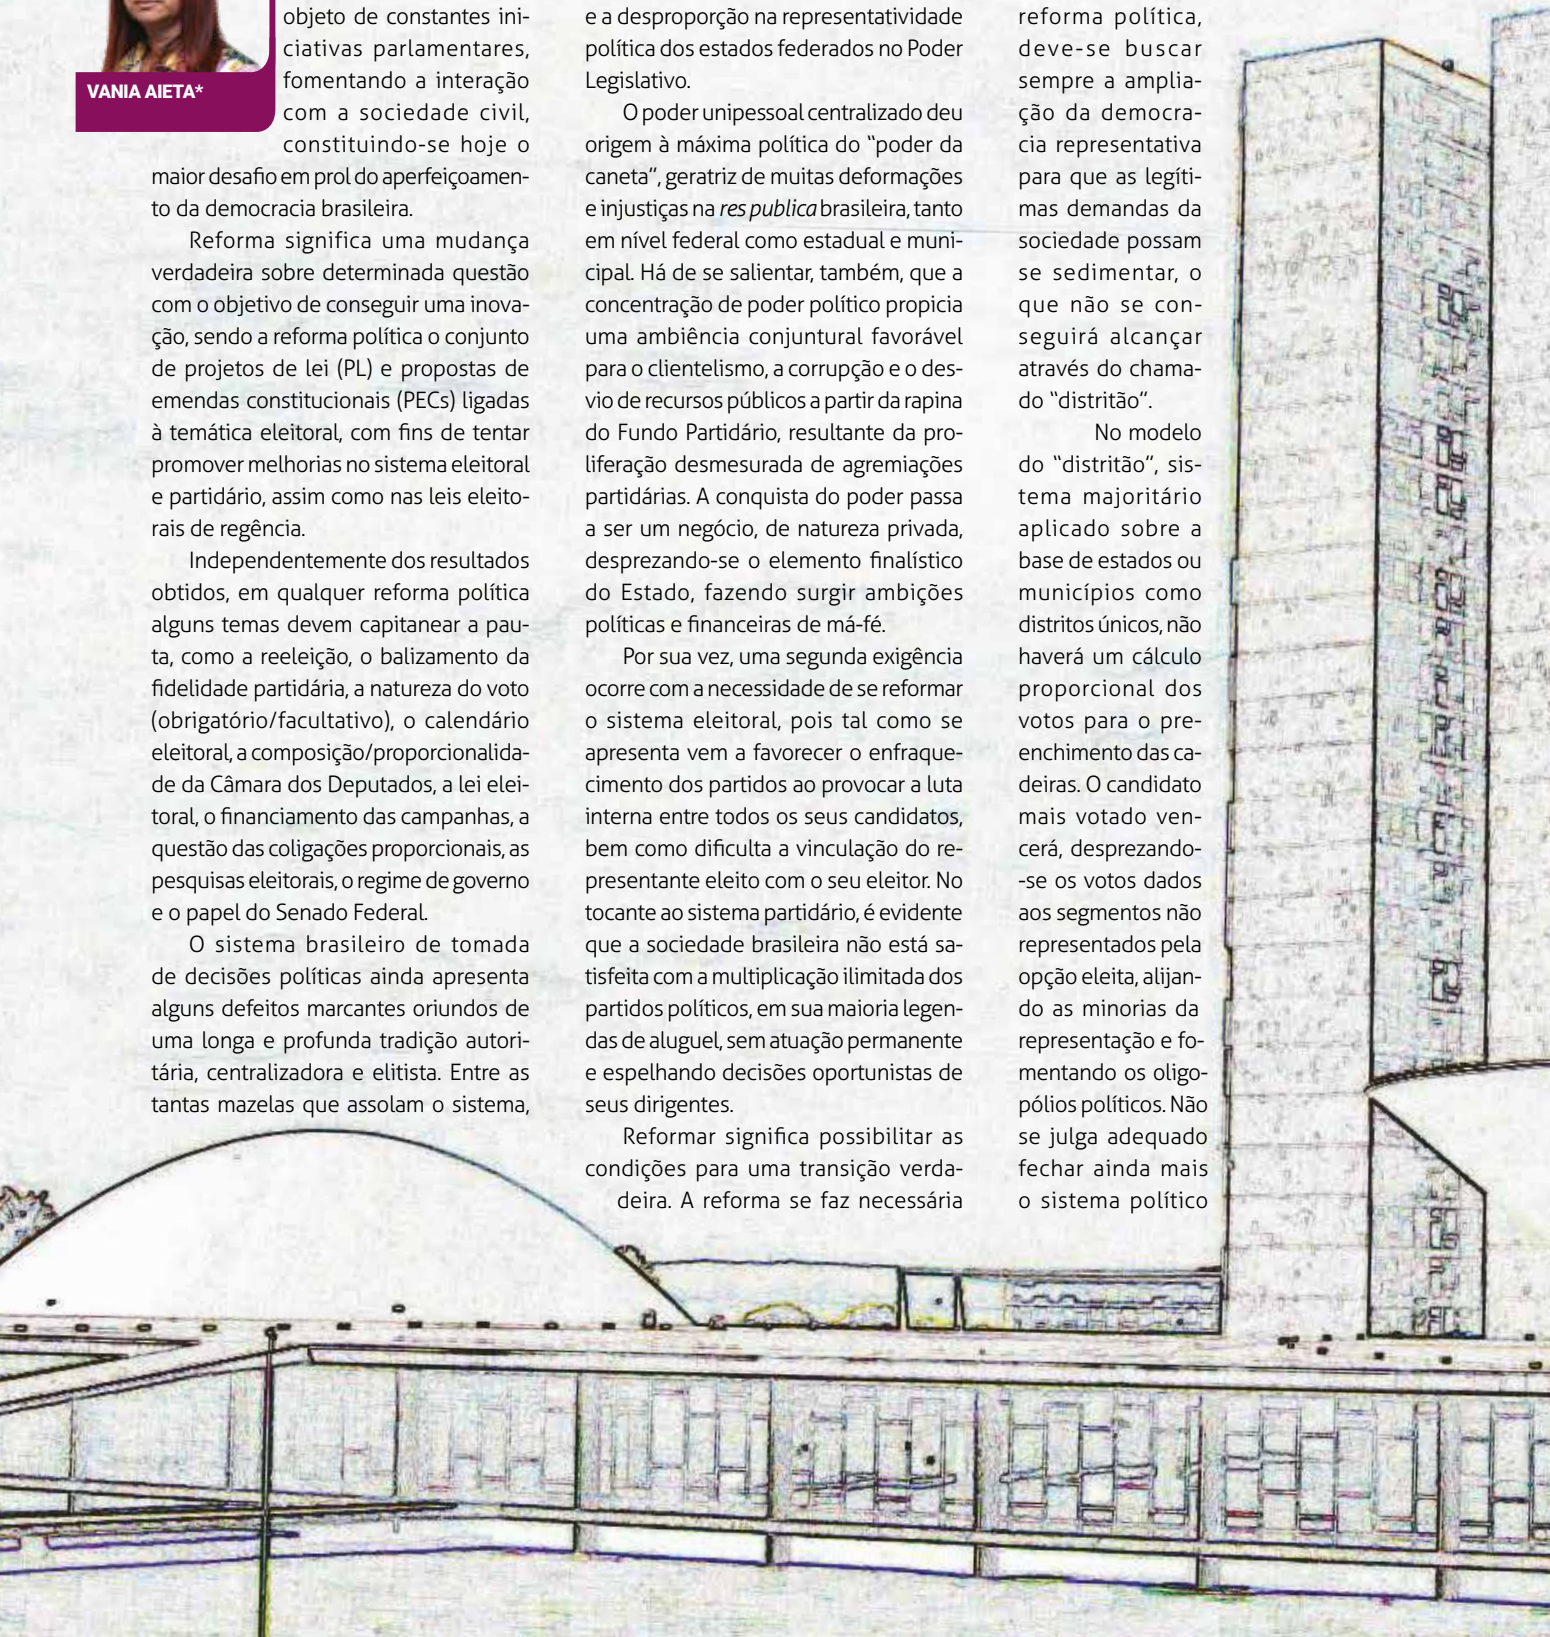 VANIA AIETA*
objeto de constantes ini-
ciativas parlamentares,
fomentando a interação
com a sociedade civil,
constituindo-se hoje o
maior desafio em prol do aperfeiçoamen-
to da democracia brasileira.
Reforma significa uma mudança
verdadeira sobre determinada questão
com o objetivo de conseguir uma inova-
ção, sendo a reforma política o conjunto
de projetos de lei (PL) e propostas de
emendas constitucionais (PECs) ligadas
à temática eleitoral, com fins de tentar
promover melhorias no sistema eleitoral
e partidário, assim como nas leis eleito-
rais de regência.
Independentemente dos resultados
obtidos, em qualquer reforma política
alguns temas devem capitanear a pau-
ta, como a reeleição, o balizamento da
fidelidade partidária, a natureza do voto
(obrigatório/facultativo), o calendário
eleitoral, a composição/proporcionalida-
de da Câmara dos Deputados, a lei elei-
toral, o financiamento das campanhas, a
questão das coligações proporcionais, as
pesquisas eleitorais, o regime de governo
e o papel do Senado Federal.
O sistema brasileiro de tomada
de decisões políticas ainda apresenta
alguns defeitos marcantes oriundos de
uma longa e profunda tradição autori-
tária, centralizadora e elitista. Entre as
tantas mazelas que assolam o sistema,
e a desproporção na representatividade
política dos estados federados no Poder
Legislativo.
O poder unipessoal centralizado deu
origem à máxima política do “poder da
caneta”, geratriz de muitas deformações
e injustiças na res publica brasileira, tanto
em nível federal como estadual e muni-
cipal. Há de se salientar, também, que a
concentração de poder político propicia
uma ambiência conjuntural favorável
para o clientelismo, a corrupção e o des-
vio de recursos públicos a partir da rapina
do Fundo Partidário, resultante da pro-
liferação desmesurada de agremiações
partidárias. A conquista do poder passa
a ser um negócio, de natureza privada,
desprezando-se o elemento finalístico
do Estado, fazendo surgir ambições
políticas e financeiras de má-fé.
Por sua vez, uma segunda exigência
ocorre com a necessidade de se reformar
o sistema eleitoral, pois tal como se
apresenta vem a favorecer o enfraque-
cimento dos partidos ao provocar a luta
interna entre todos os seus candidatos,
bem como dificulta a vinculação do re-
presentante eleito com o seu eleitor. No
tocante ao sistema partidário, é evidente
que a sociedade brasileira não está sa-
tisfeita com a multiplicação ilimitada dos
partidos políticos, em sua maioria legen-
das de aluguel, sem atuação permanente
e espelhando decisões oportunistas de
seus dirigentes.
Reformar significa possibilitar as
condições para uma transição verda-
deira. A reforma se faz necessária
reforma política,
deve-se buscar
sempre a amplia-
ção da democra-
cia representativa
para que as legíti-
mas demandas da
sociedade possam
se sedimentar, o
que não se con-
seguirá alcançar
através do chama-
do “distritão”.
No modelo
do “distritão”, sis-
tema majoritário
aplicado sobre a
base de estados ou
municípios como
distritos únicos, não
haverá um cálculo
proporcional dos
votos para o pre-
enchimento das ca-
deiras. O candidato
mais votado ven-
cerá, desprezando-
-se os votos dados
aos segmentos não
representados pela
opção eleita, alijan-
do as minorias da
representação e fo-
mentando os oligo-
pólios políticos. Não
se julga adequado
fechar ainda mais
o sistema político